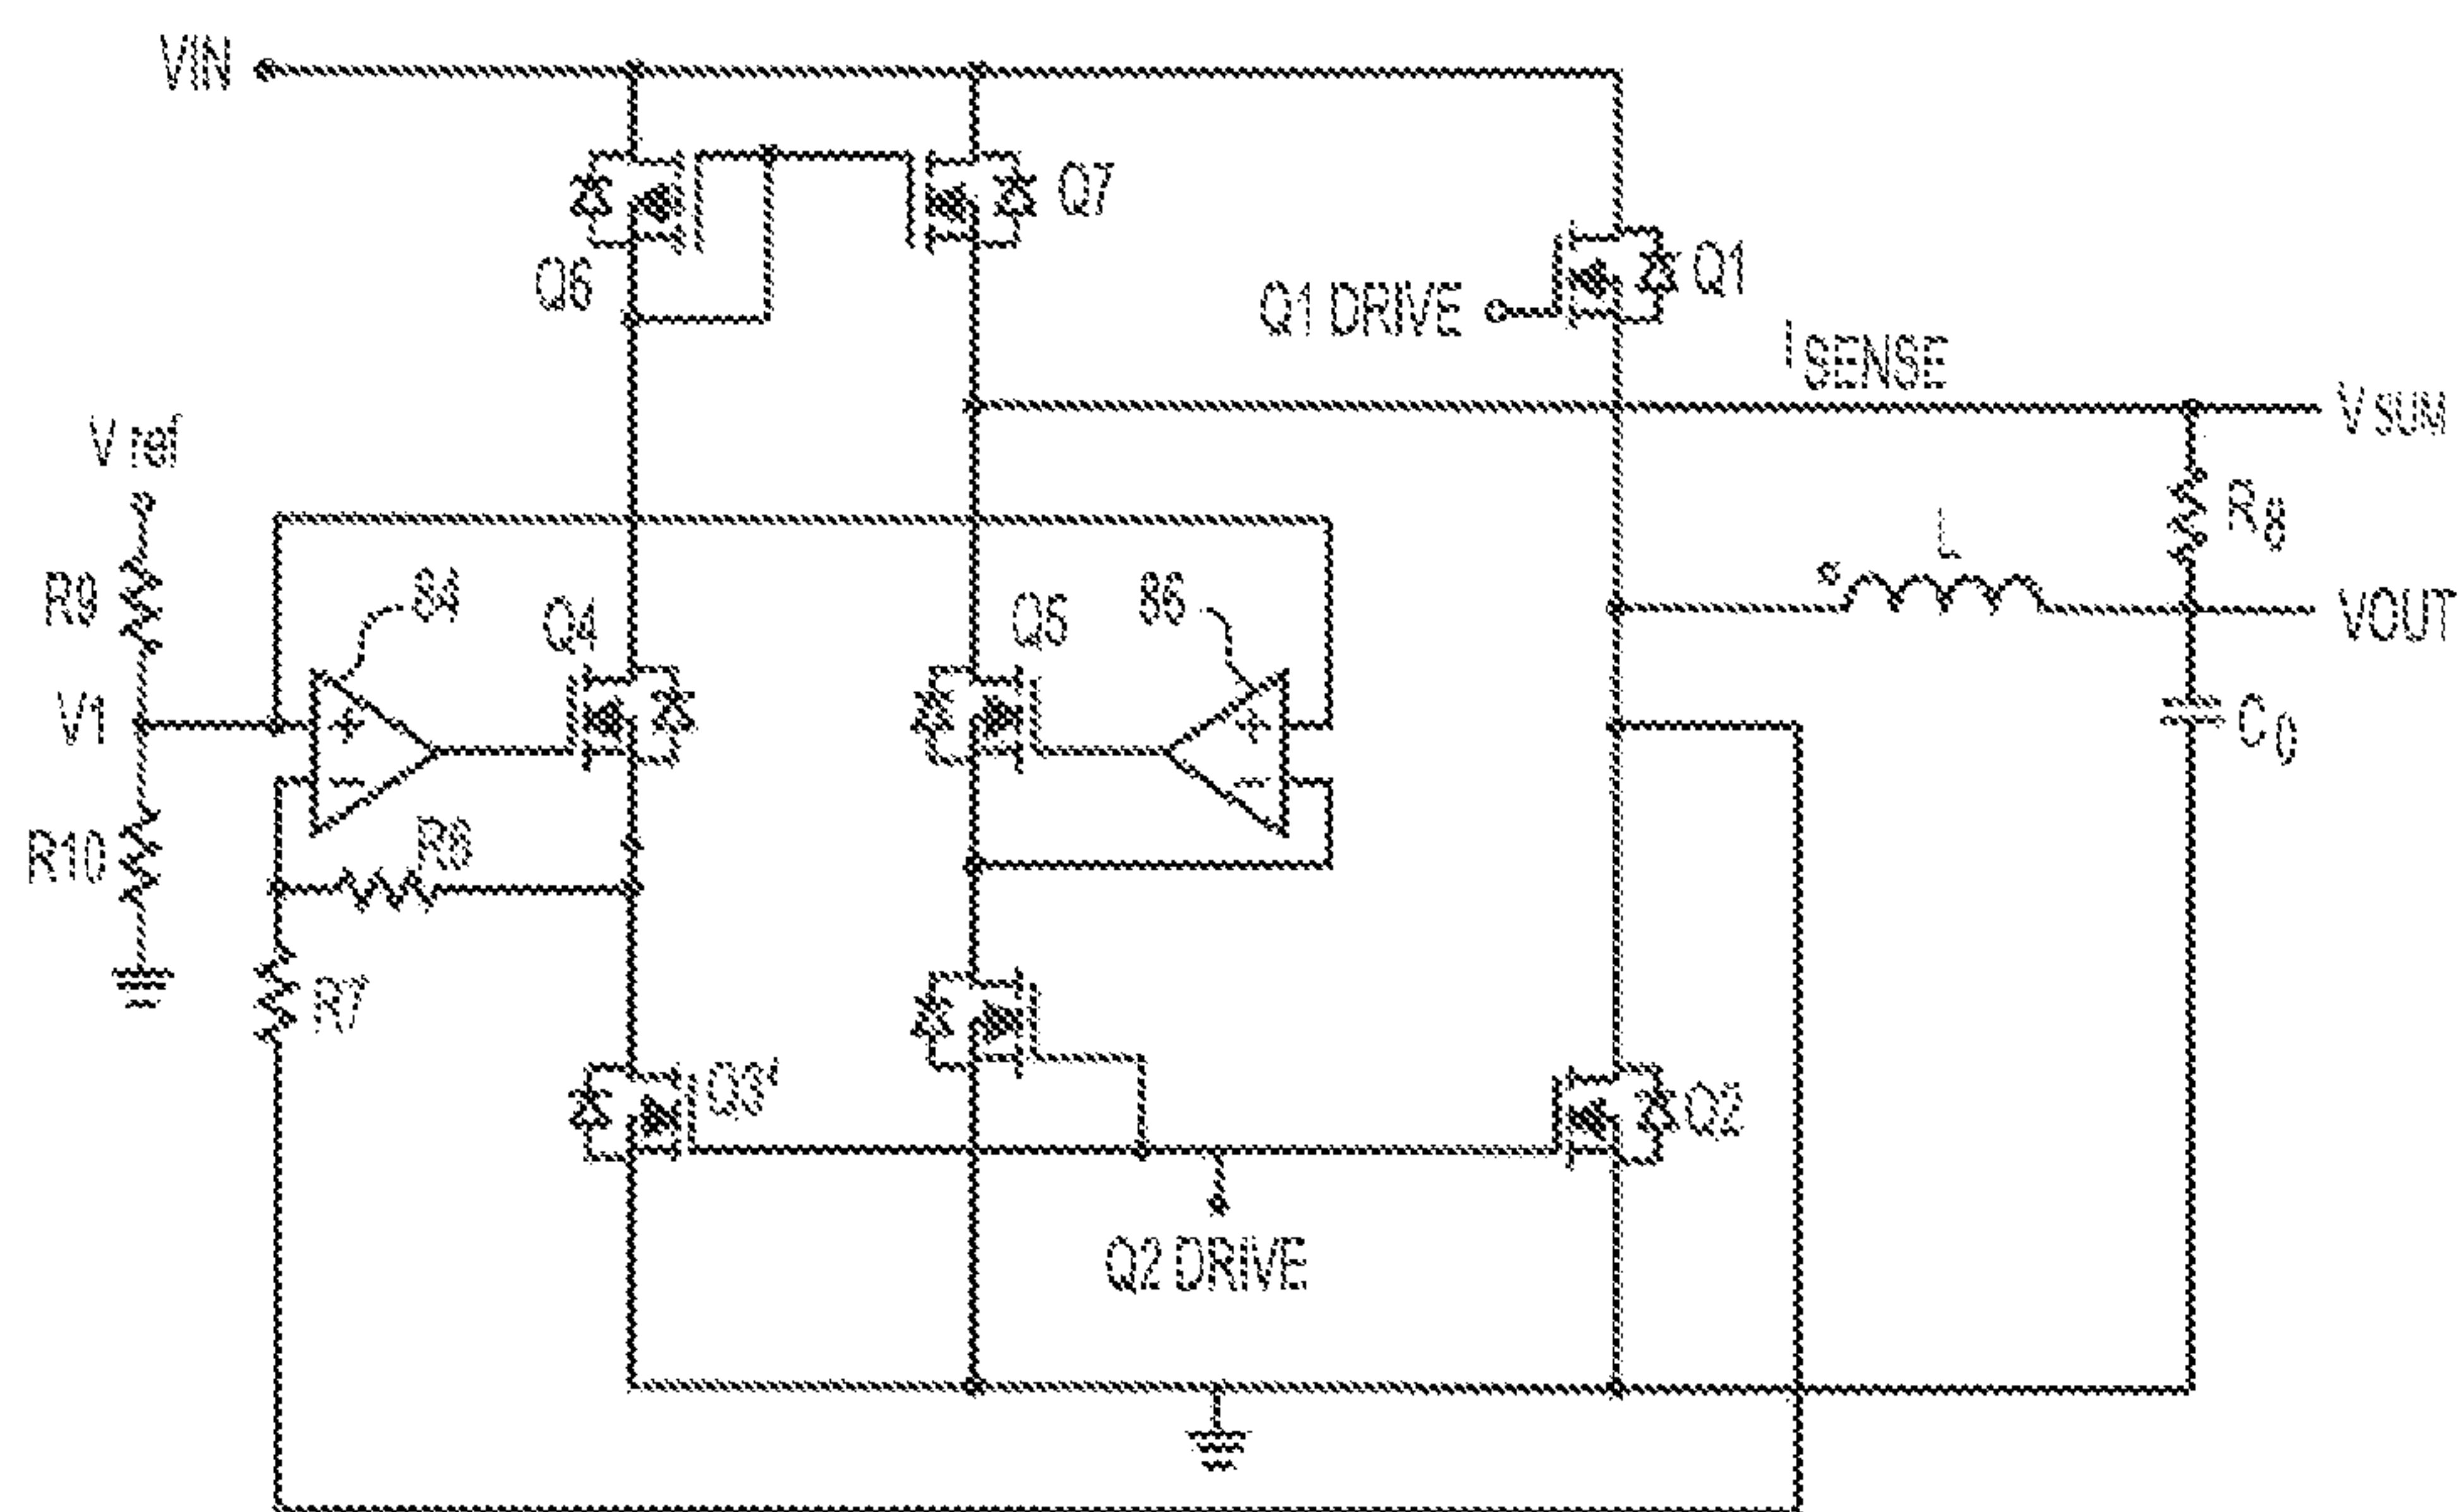 VIN
Q7
Q6
Q1
Q1 DRIVE
I SENSE
V SUM
V ref
R8
L
R9
84
Q4
Q5
86
VOUT
V1
C0
R10
R6
R7
Q3'
Q2
Q2 DRIVE